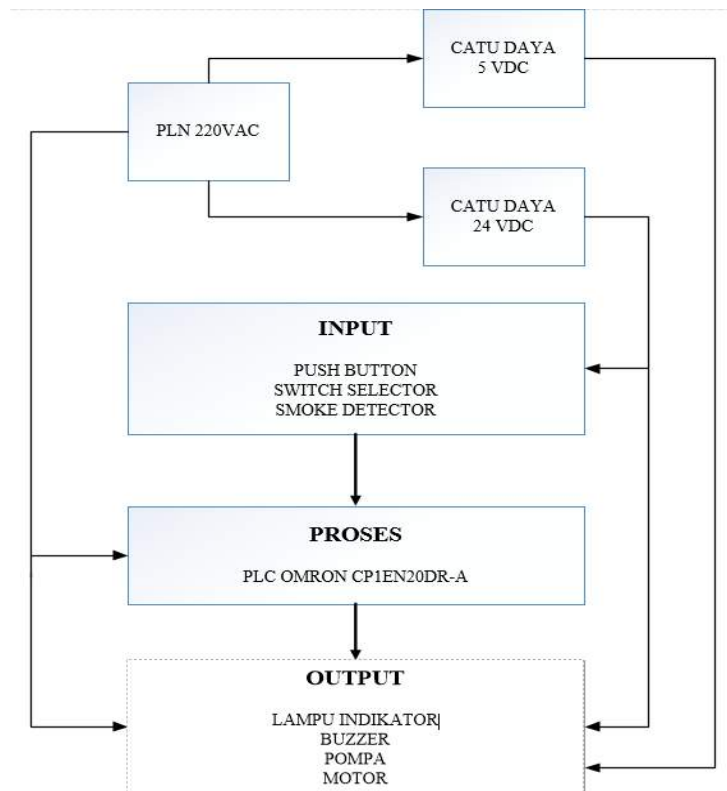 CATU DAYA
5 VDC
PLN 220VAC
CATU DAYA
24 VDC
INPUT
PUSH BUTTON
SWITCH SELECTOR
SMOKE DETECTOR
PROSES
PLC OMRON CP1EN20DR-A
OUTPUT
LAMPU INDIKATOR
BUZZER
POMPA
MOTOR